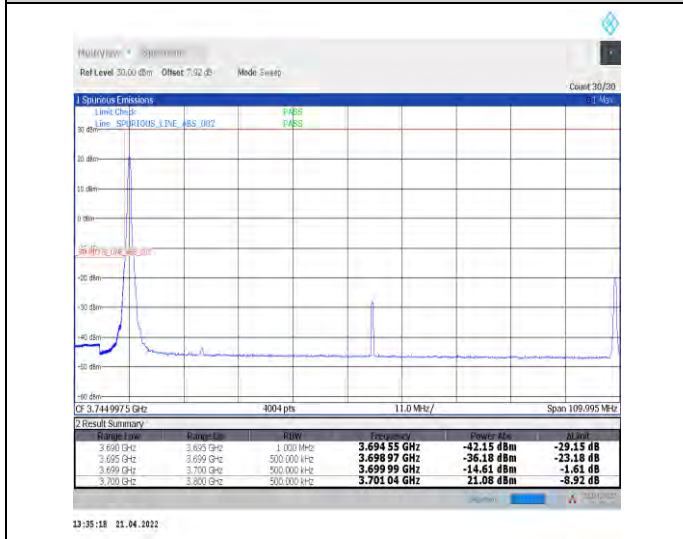 MultiView
Ref Level 30.00 dBm Offset 7.92 dB Mode Sweep
Count 30/30
1 Spurious Emissions 1 Max
Limit Check PASS
Line _SPURIOUS_LINE_ABS_002 PASS
30 dBm
20 dBm
10 dBm
0 dBm
-20 dBm
-30 dBm
-40 dBm
-50 dBm
-60 dBm
CF 3.7449975 GHz 4004 pts 11.0 MHz/ Span 109.995 MHz
2 Result Summary
Range Low Range Up RBW Frequency Power Abs ΔLimit
3.690 GHz 3.695 GHz 1.000 MHz 3.694 55 GHz -42.15 dBm -29.15 dB
3.695 GHz 3.699 GHz 500.000 kHz 3.698 97 GHz -36.18 dBm -23.18 dB
3.699 GHz 3.700 GHz 500.000 kHz 3.699 99 GHz -14.61 dBm -1.61 dB
3.700 GHz 3.800 GHz 500.000 kHz 3.701 04 GHz 21.08 dBm -8.92 dB
13:35:18 21.04.2022